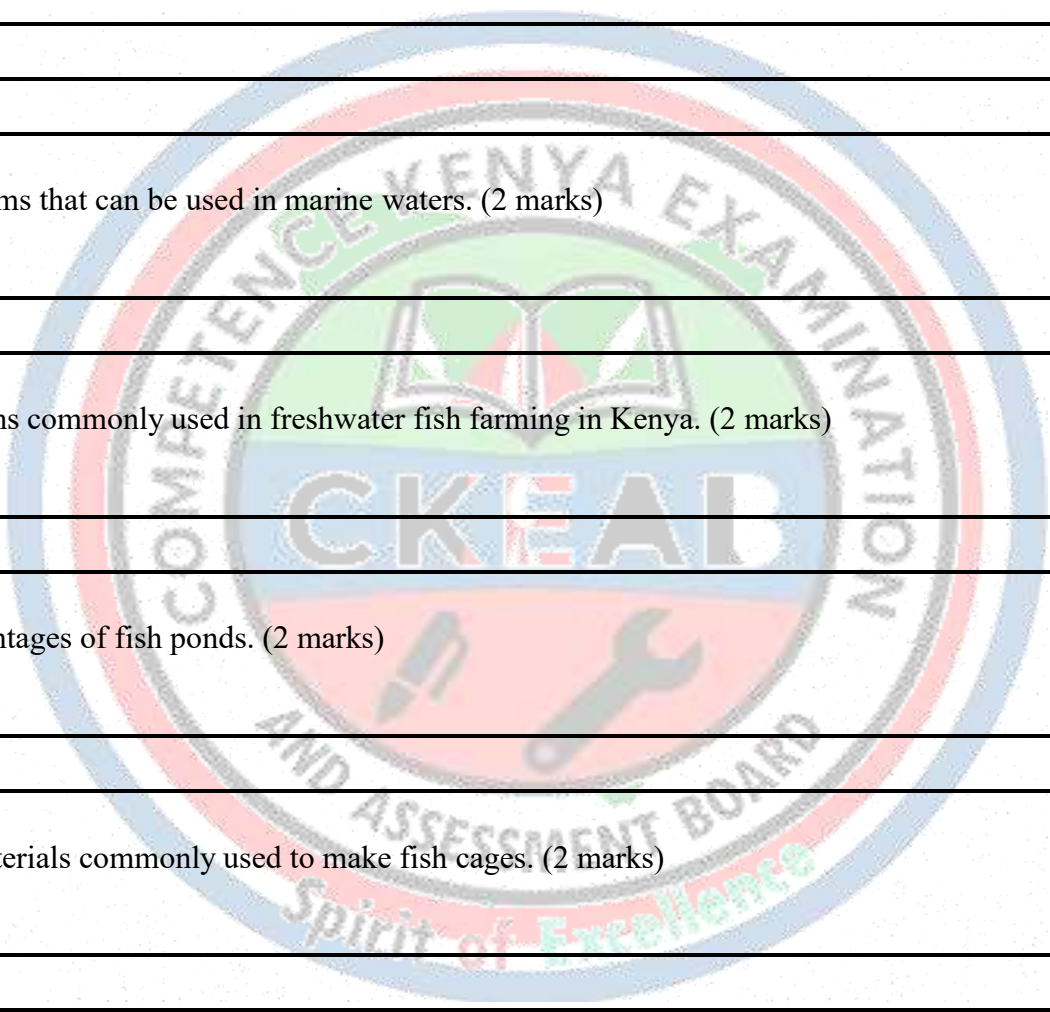 COMPETENCE KENYA EXAMINATION
ms that can be used in marine waters. (2 marks)
ns commonly used in freshwater fish farming in Kenya. (2 marks)
CKEAB
ntages of fish ponds. (2 marks)
AND ASSESSMENT BOARD
terials commonly used to make fish cages. (2 marks)
Spirit of Excellence